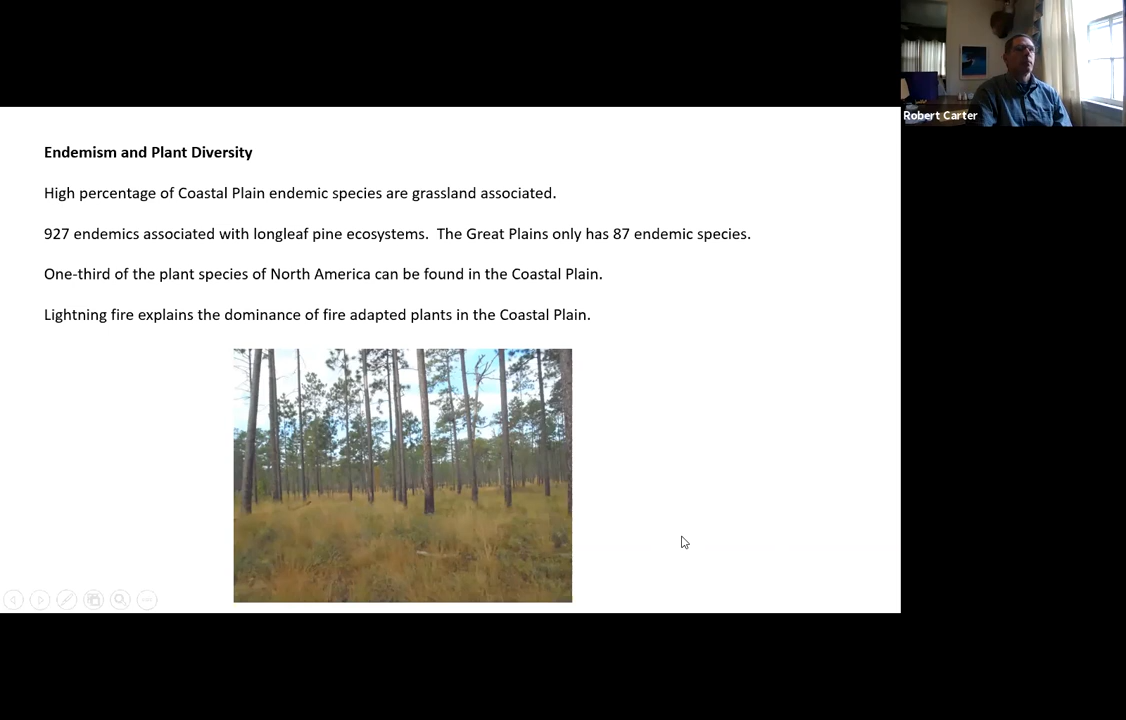 Robert Carter
Endemism and Plant Diversity
High percentage of Coastal Plain endemic species are grassland associated.
927 endemics associated with longleaf pine ecosystems.  The Great Plains only has 87 endemic species.
One-third of the plant species of North America can be found in the Coastal Plain.
Lightning fire explains the dominance of fire adapted plants in the Coastal Plain.